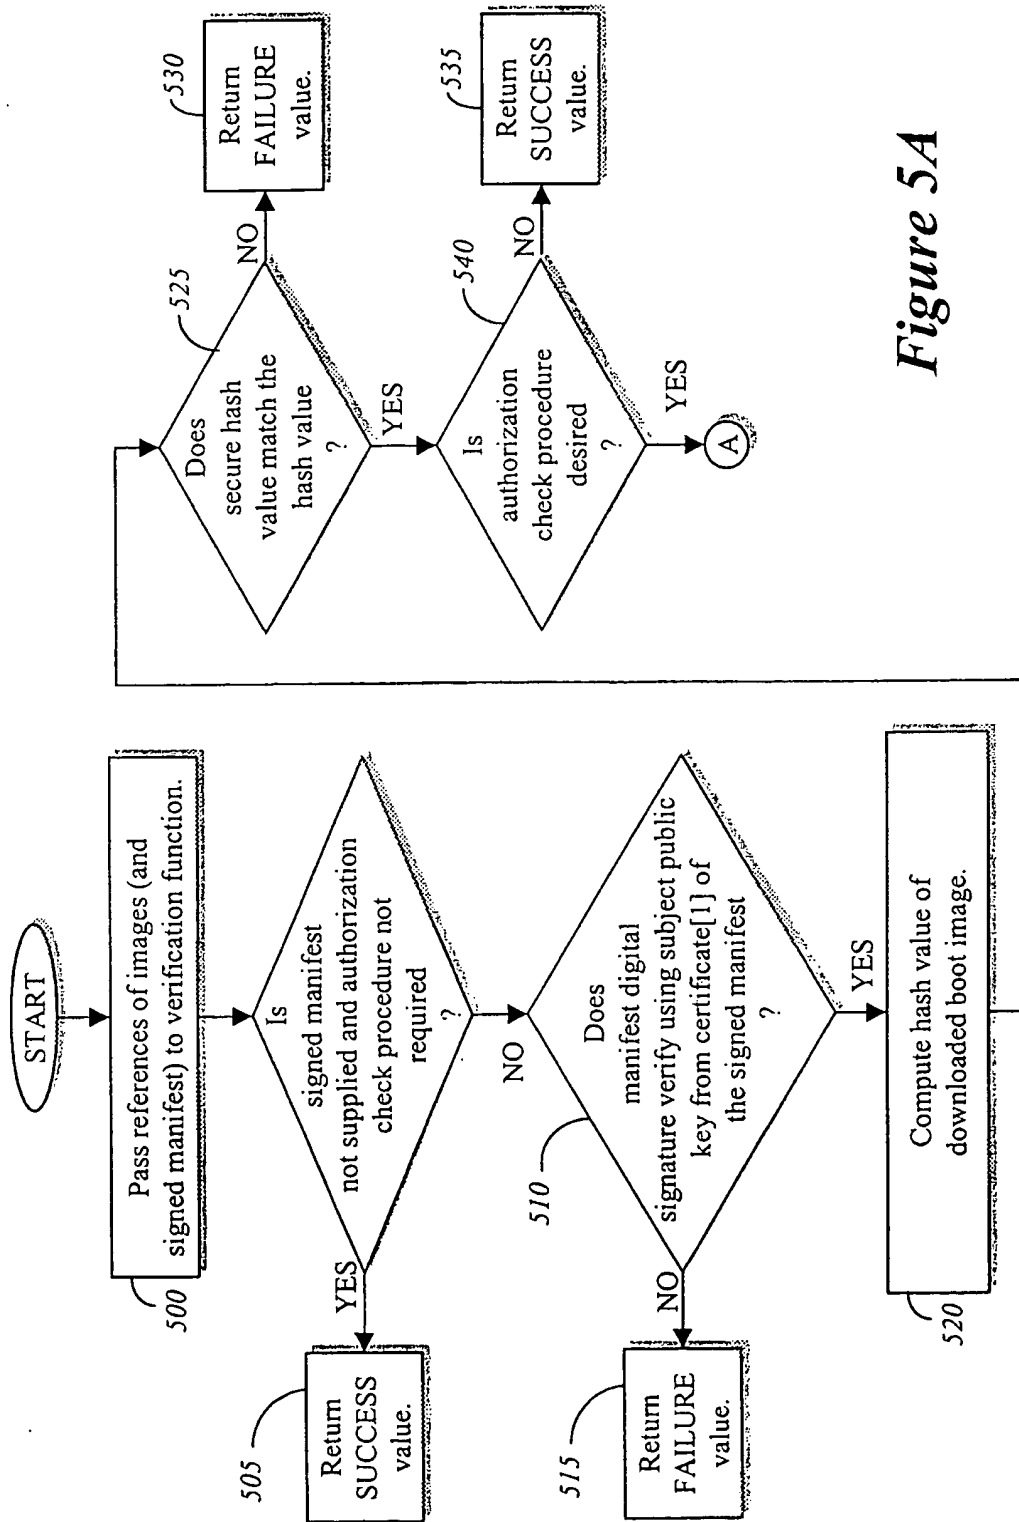 START
Pass references of images (and
signed manifest) to verification function.
500
Is
signed manifest
not supplied and authorization
check procedure not
required
?
YES
NO
505
Return
SUCCESS
value.
510
Does
manifest digital
signature verify using subject public
key from certificate[1] of
the signed manifest
?
NO
YES
515
Return
FAILURE
value.
Compute hash value of
downloaded boot image.
520
525
Does
secure hash
value match the
hash value
?
NO
YES
530
Return
FAILURE
value.
540
Is
authorization
check procedure
desired
?
NO
YES
535
Return
SUCCESS
value.
A
Figure 5A